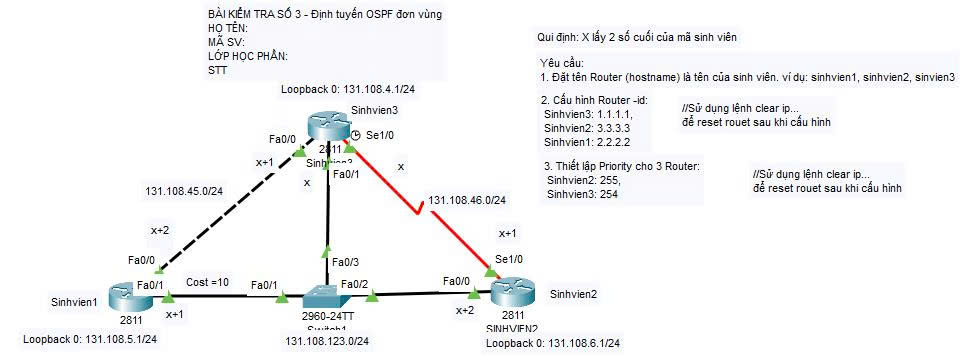 BÀI KIỂM TRA SỐ 3 - Định tuyến OSPF đơn vùng
HỌ TÊN:
MÃ SV:
LỚP HỌC PHẦN:
STT
Qui định: X lấy 2 số cuối của mã sinh viên
Yêu cầu:
1. Đặt tên Router (hostname) là tên của sinh viên. ví dụ: sinhvien1, sinhvien2, sinvien3
2. Cấu hình Router -id:
Sinhvien3: 1.1.1.1,
Sinhvien2: 3.3.3.3
Sinhvien1: 2.2.2.2
//Sử dụng lệnh clear ip...
để reset rouet sau khi cấu hình
3. Thiết lập Priority cho 3 Router:
Sinhvien2: 255,
Sinhvien3: 254
//Sử dụng lệnh clear ip...
để reset rouet sau khi cấu hình
Loopback 0: 131.108.4.1/24
Sinhvien3
Fa0/0
Se1/0
2811
Sinhvien3
x+1
x
Fa0/1
x
131.108.45.0/24
131.108.46.0/24
x+2
x+1
Fa0/0
Fa0/3
Se1/0
Sinhvien1
Fa0/1
Cost =10
Fa0/1
Fa0/2
Fa0/0
Sinhvien2
x+1
x+2
2811
2960-24TT
Switch1
2811
SINHVIEN2
Loopback 0: 131.108.5.1/24
131.108.123.0/24
Loopback 0: 131.108.6.1/24